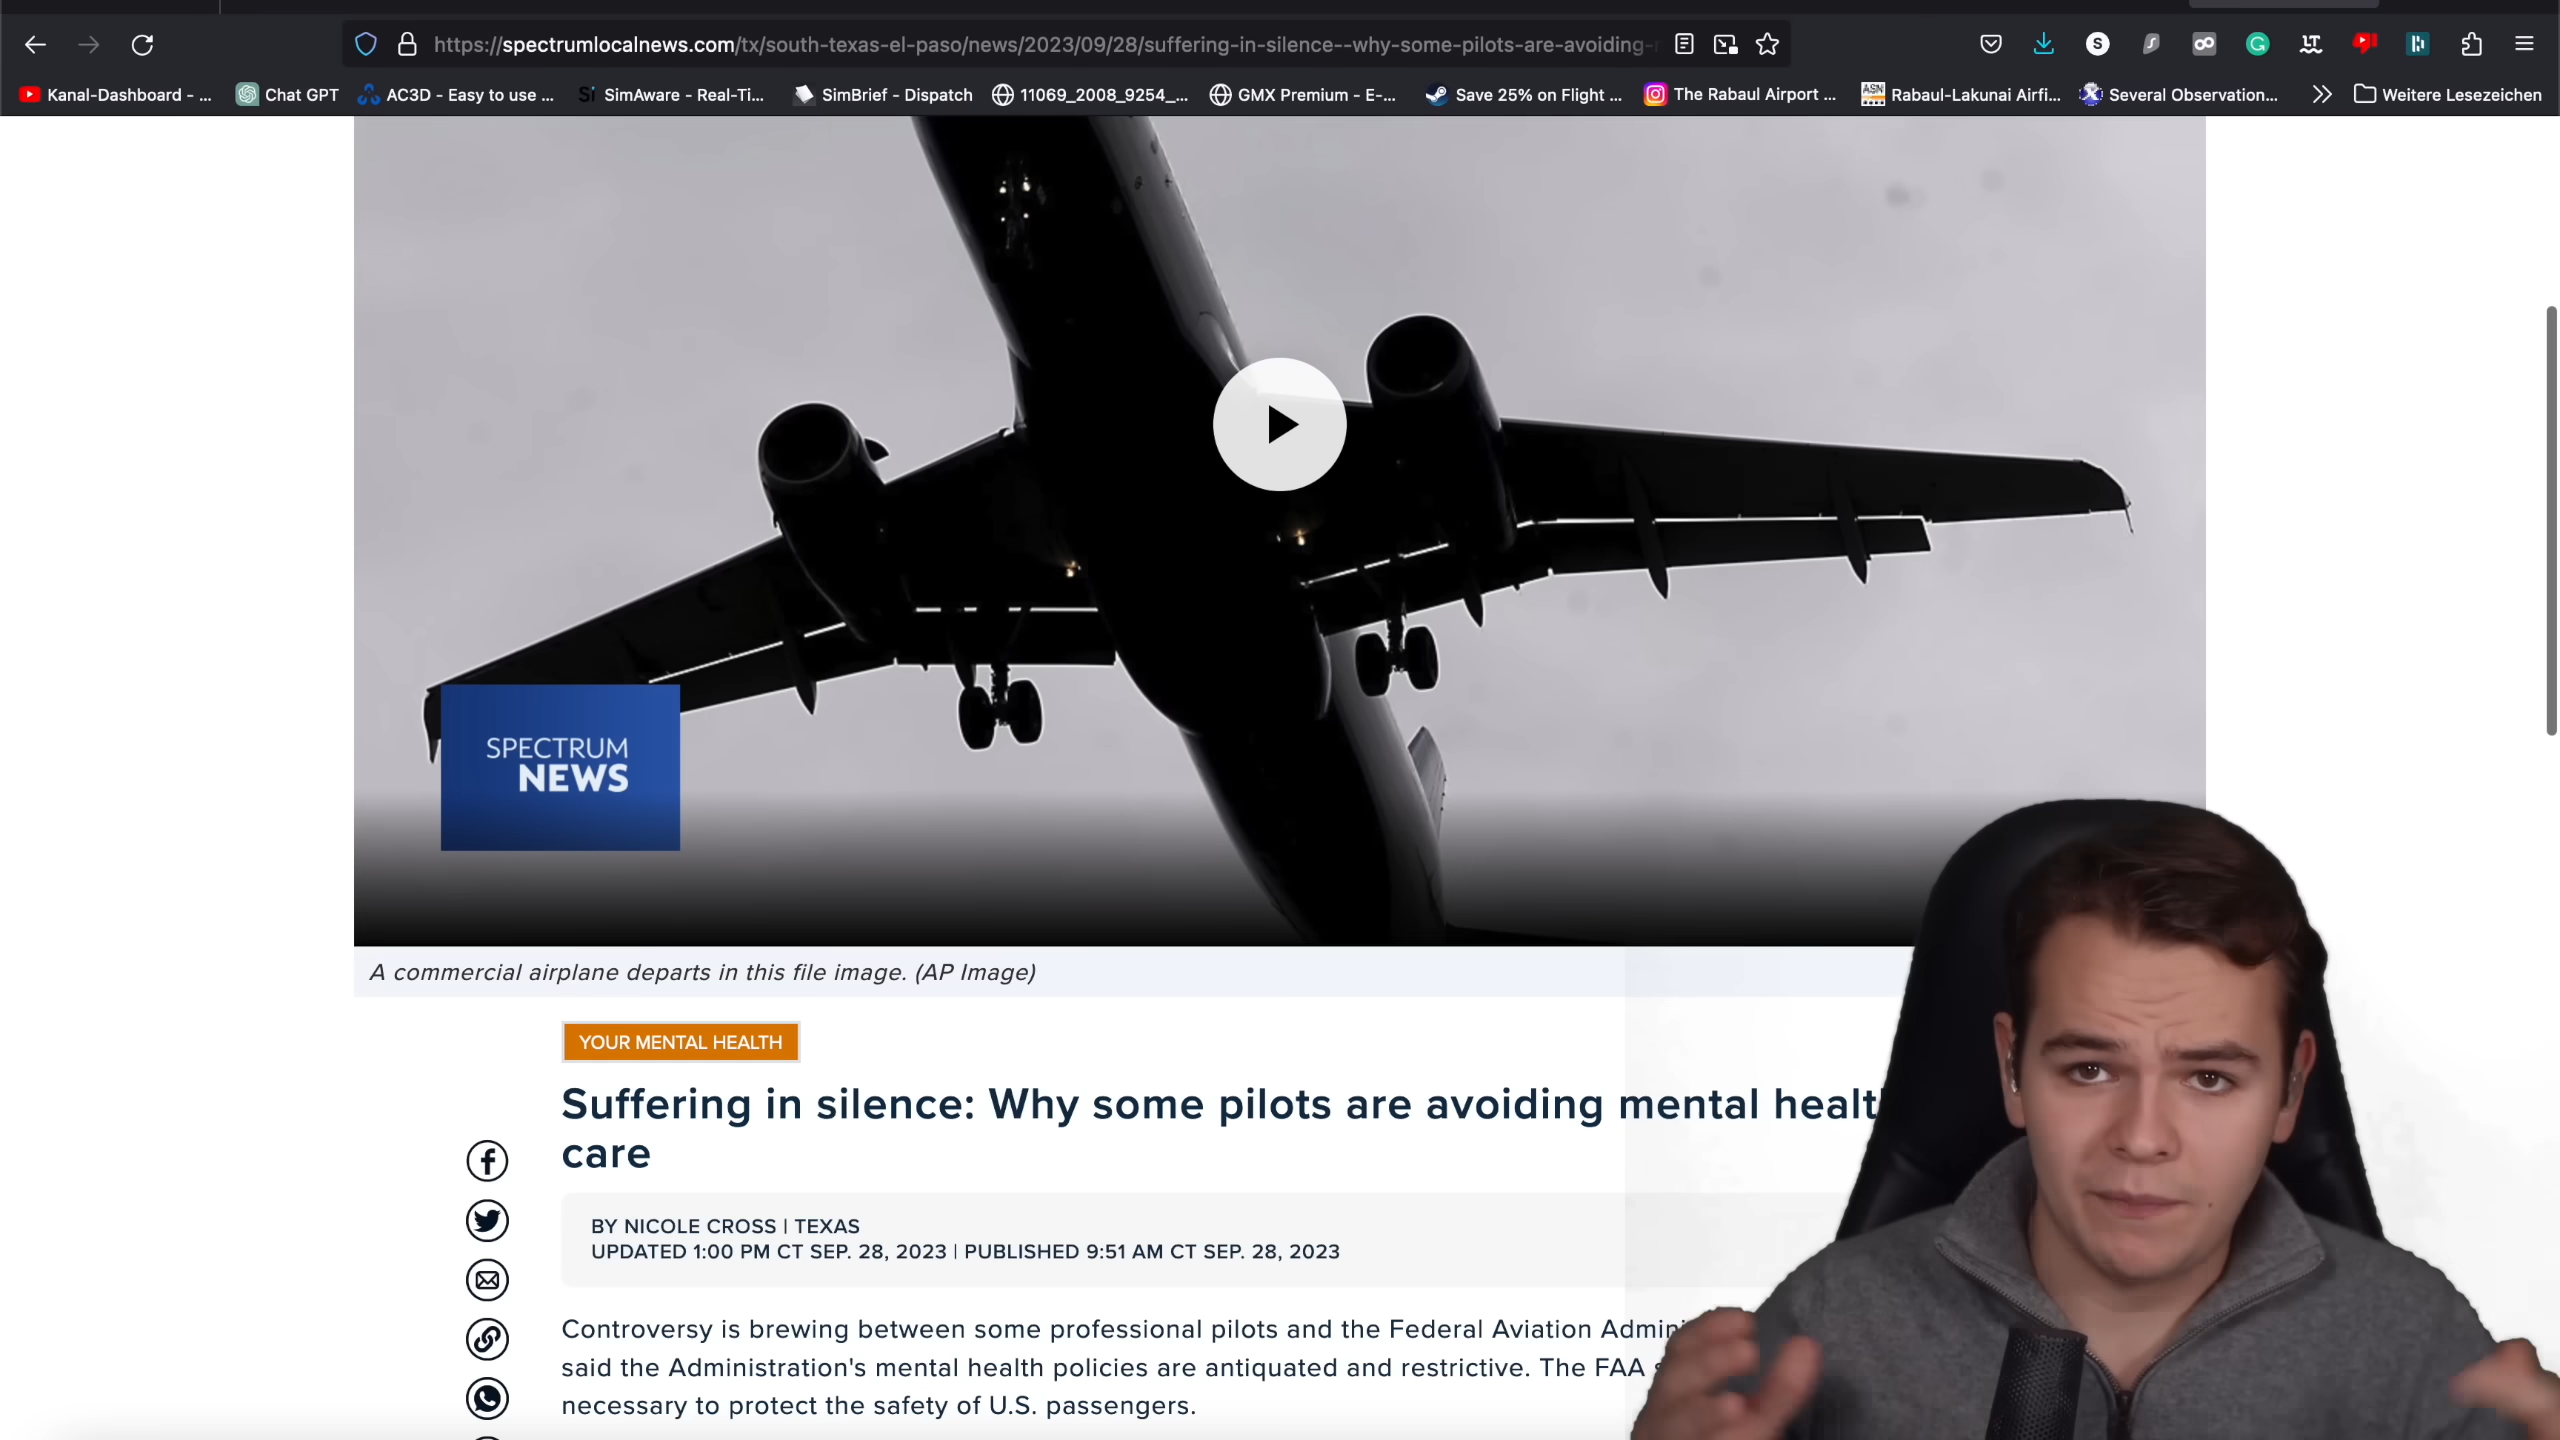 https://spectrumlocalnews.com/tx/south-texas-el-paso/news/2023/09/28/suffering-in-silence--why-some-pilots-are-avoiding-
Kanal-Dashboard - ...
Chat GPT
AC3D - Easy to use ...
SimAware - Real-Ti...
SimBrief - Dispatch
11069_2008_9254_...
GMX Premium - E-...
Save 25% on Flight ...
The Rabaul Airport ...
Rabaul-Lakunai Airfi...
Several Observation...
Weitere Lesezeichen
SPECTRUM
NEWS
A commercial airplane departs in this file image. (AP Image)
YOUR MENTAL HEALTH
Suffering in silence: Why some pilots are avoiding mental healt
care
BY NICOLE CROSS | TEXAS
UPDATED 1:00 PM CT SEP. 28, 2023 | PUBLISHED 9:51 AM CT SEP. 28, 2023
Controversy is brewing between some professional pilots and the Federal Aviation Admini
said the Administration's mental health policies are antiquated and restrictive. The FAA
necessary to protect the safety of U.S. passengers.